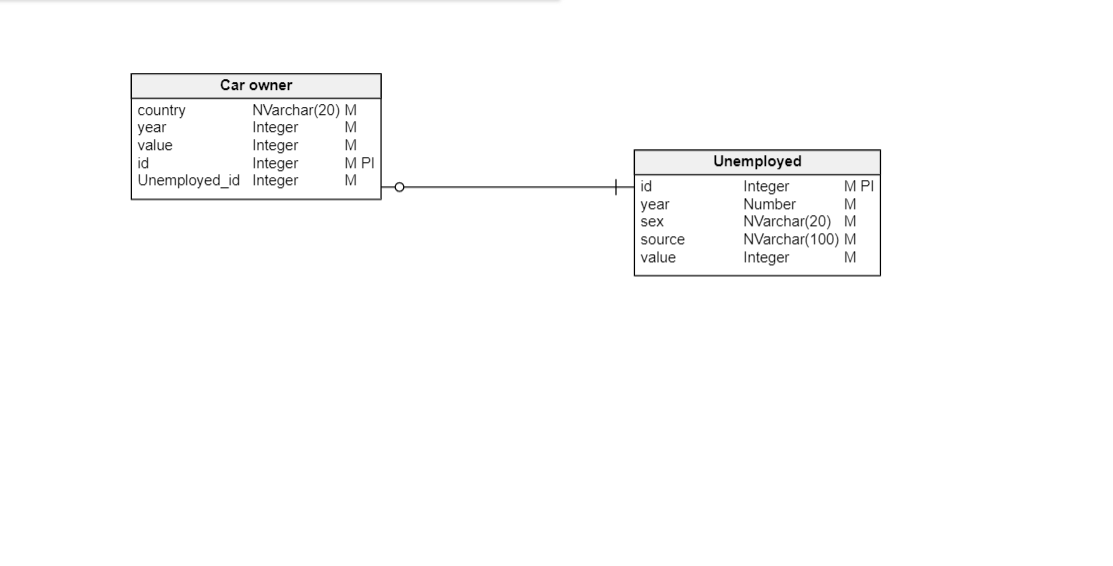 Car owner
country NVarchar(20) M
year Integer M
value Integer M
id Integer M PI
Unemployed_id Integer M
Unemployed
id Integer M PI
year Number M
sex NVarchar(20) M
source NVarchar(100) M
value Integer M